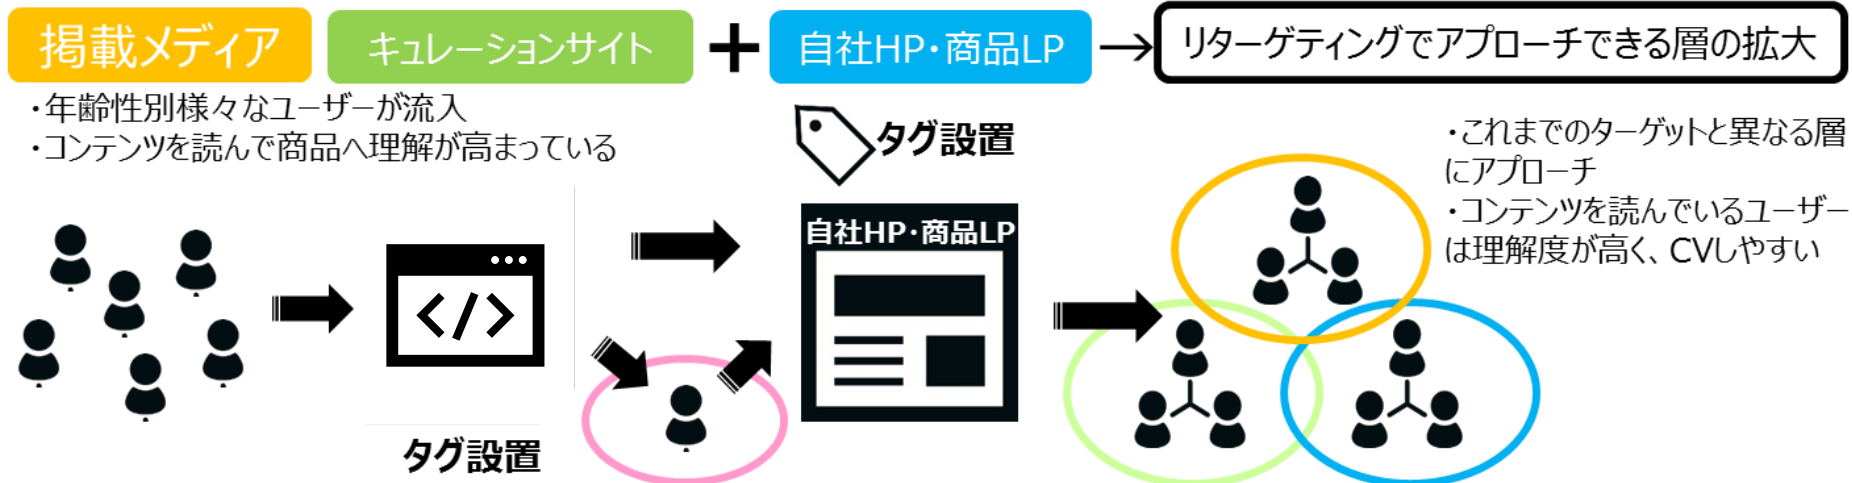 掲載メディア
キュレーションサイト
+
自社HP・商品LP
→
リターゲティングでアプローチできる層の拡大
・年齢性別様々なユーザーが流入
・コンテンツを読んで商品へ理解が高まっている
タグ設置
・これまでのターゲットと異なる層
にアプローチ
・コンテンツを読んでいるユーザー
は理解度が高く、CVしやすい
自社HP・商品LP
</>
タグ設置